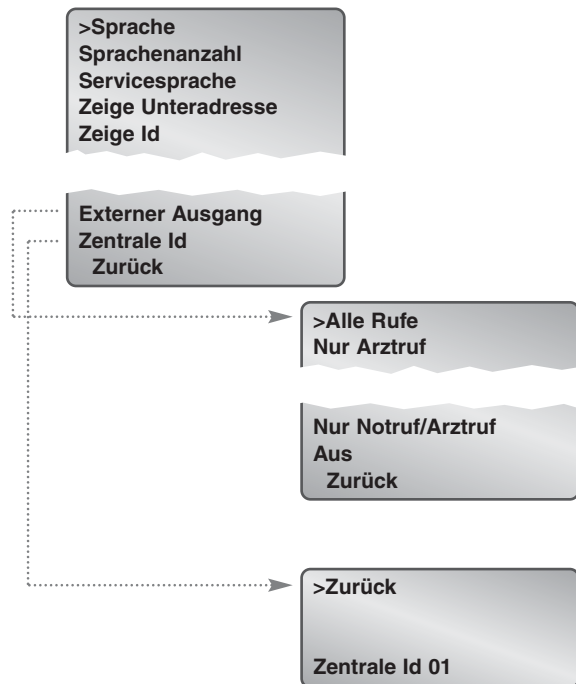 >Sprache
Sprachenanzahl
Servicesprache
Zeige Unteradresse
Zeige Id
Externer Ausgang
Zentrale Id
Zurück
>Alle Rufe
Nur Arztruf
Nur Notruf/Arztruf
Aus
Zurück
>Zurück
Zentrale Id 01